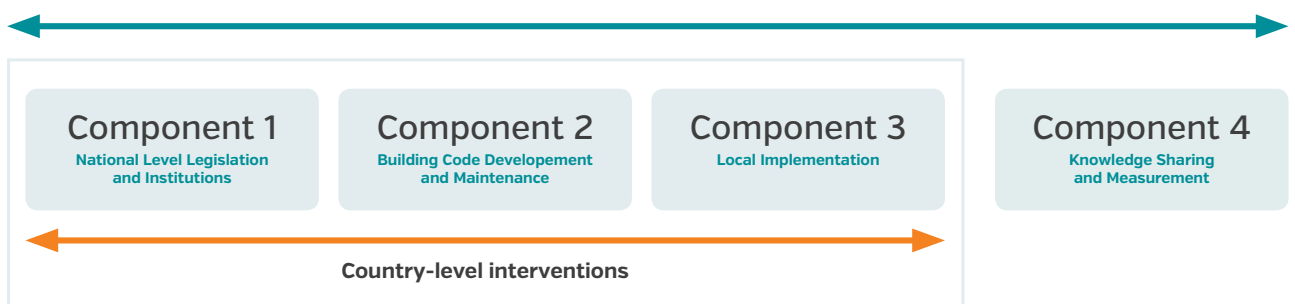 Component 1
National Level Legislation
and Institutions
Component 2
Building Code Developement
and Maintenance
Component 3
Local Implementation
Component 4
Knowledge Sharing
and Measurement
Country-level interventions